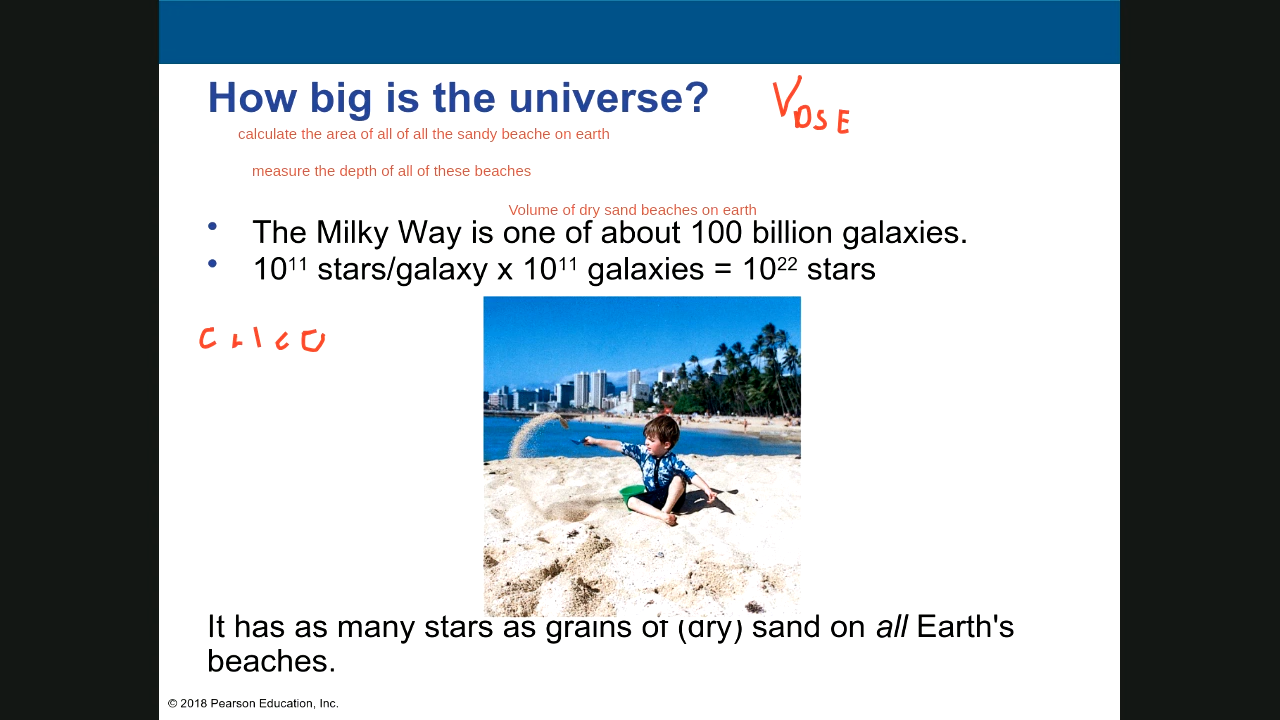 How big is the universe?
V DSE
calculate the area of all of all the sandy beache on earth
measure the depth of all of these beaches
Volume of dry sand beaches on earth
• The Milky Way is one of about 100 billion galaxies.
• 10¹¹ stars/galaxy x 10¹¹ galaxies = 10²² stars
It has as many stars as grains of (dry) sand on all Earth's
beaches.
© 2018 Pearson Education, Inc.